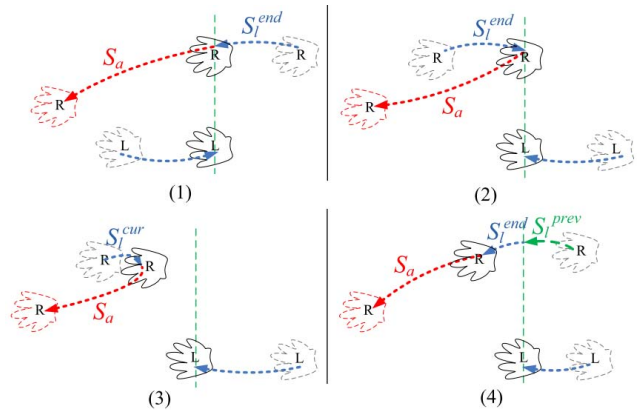 S_l^end
R
R
S_a
R
L
L
(1)
S_l^end
R
R
S_a
R
L
L
(2)
S_l^cur
R
R
R
S_a
L
L
(3)
S_l^prev
S_l^end
R
R
S_a
R
L
L
(4)